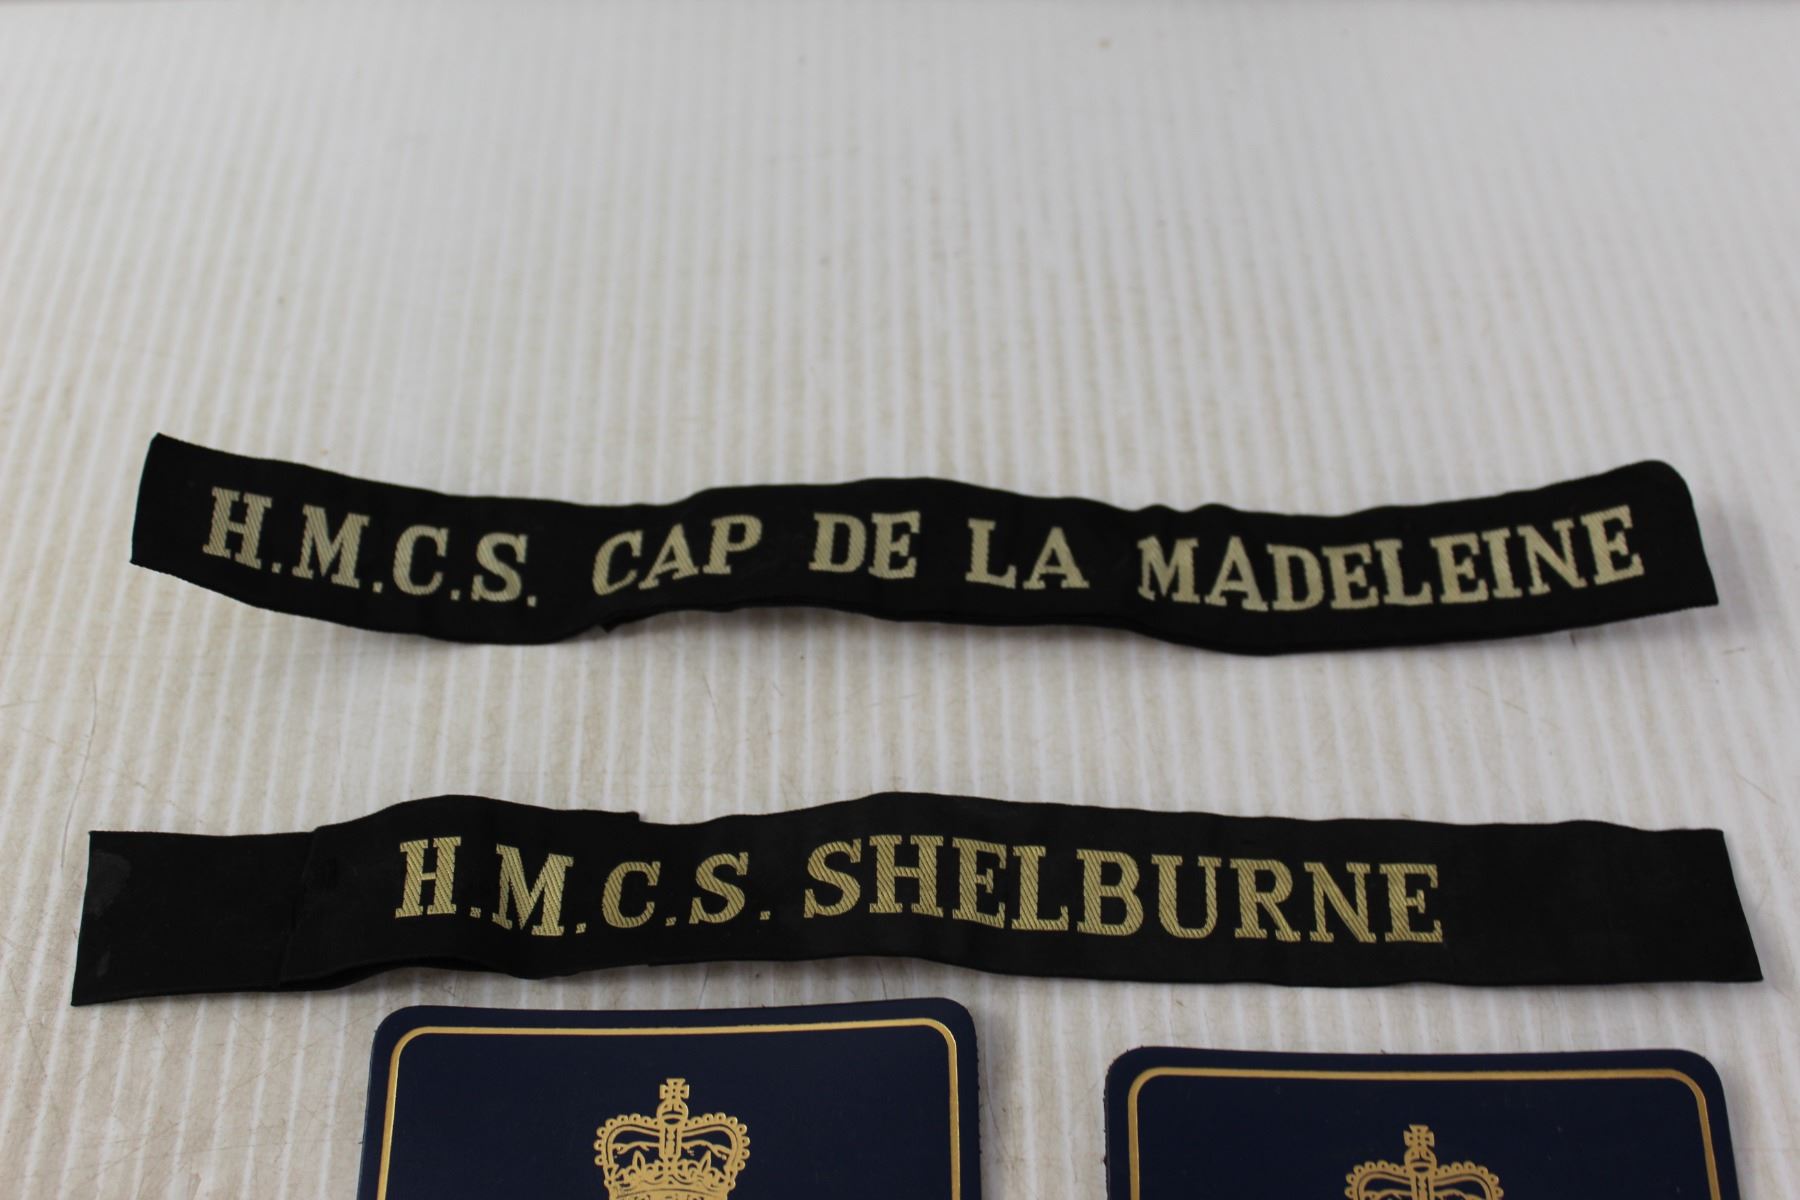 H.M.C.S. CAP DE LA MADELEINE
H.M.C.S. SHELBURNE